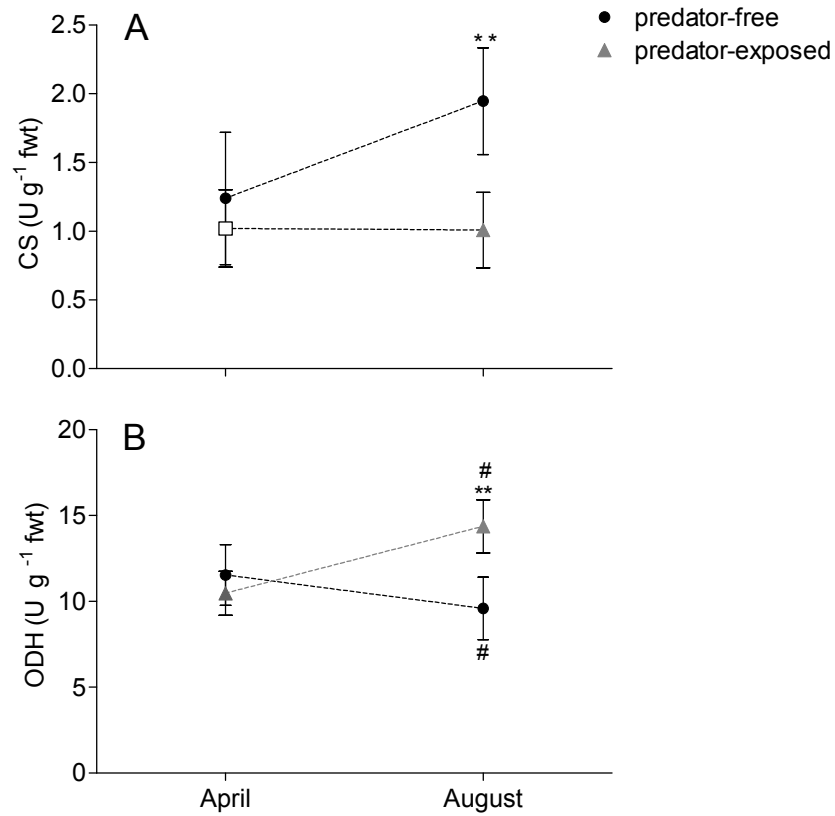 A
predator-free
predator-exposed
CS (U g⁻¹ fwt)
2.5
2.0
1.5
1.0
0.5
0.0
* *
B
ODH (U g ⁻¹ fwt)
20
15
10
5
0
#
**
#
April August